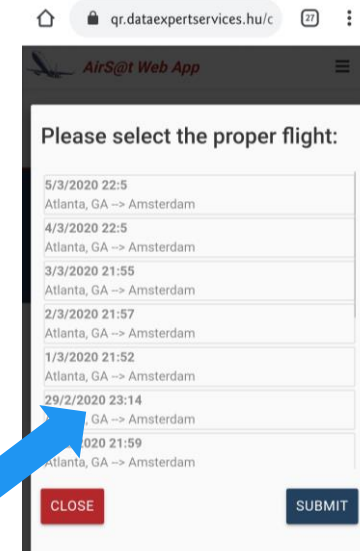 qr.dataexpertservices.hu/c
27
AirS@t Web App
Please select the proper flight:
5/3/2020 22:5
Atlanta, GA --> Amsterdam
4/3/2020 22:5
Atlanta, GA --> Amsterdam
3/3/2020 21:55
Atlanta, GA --> Amsterdam
2/3/2020 21:57
Atlanta, GA --> Amsterdam
1/3/2020 21:52
Atlanta, GA --> Amsterdam
29/2/2020 23:14
GA --> Amsterdam
020 21:59
Atlanta, GA --> Amsterdam
CLOSE
SUBMIT